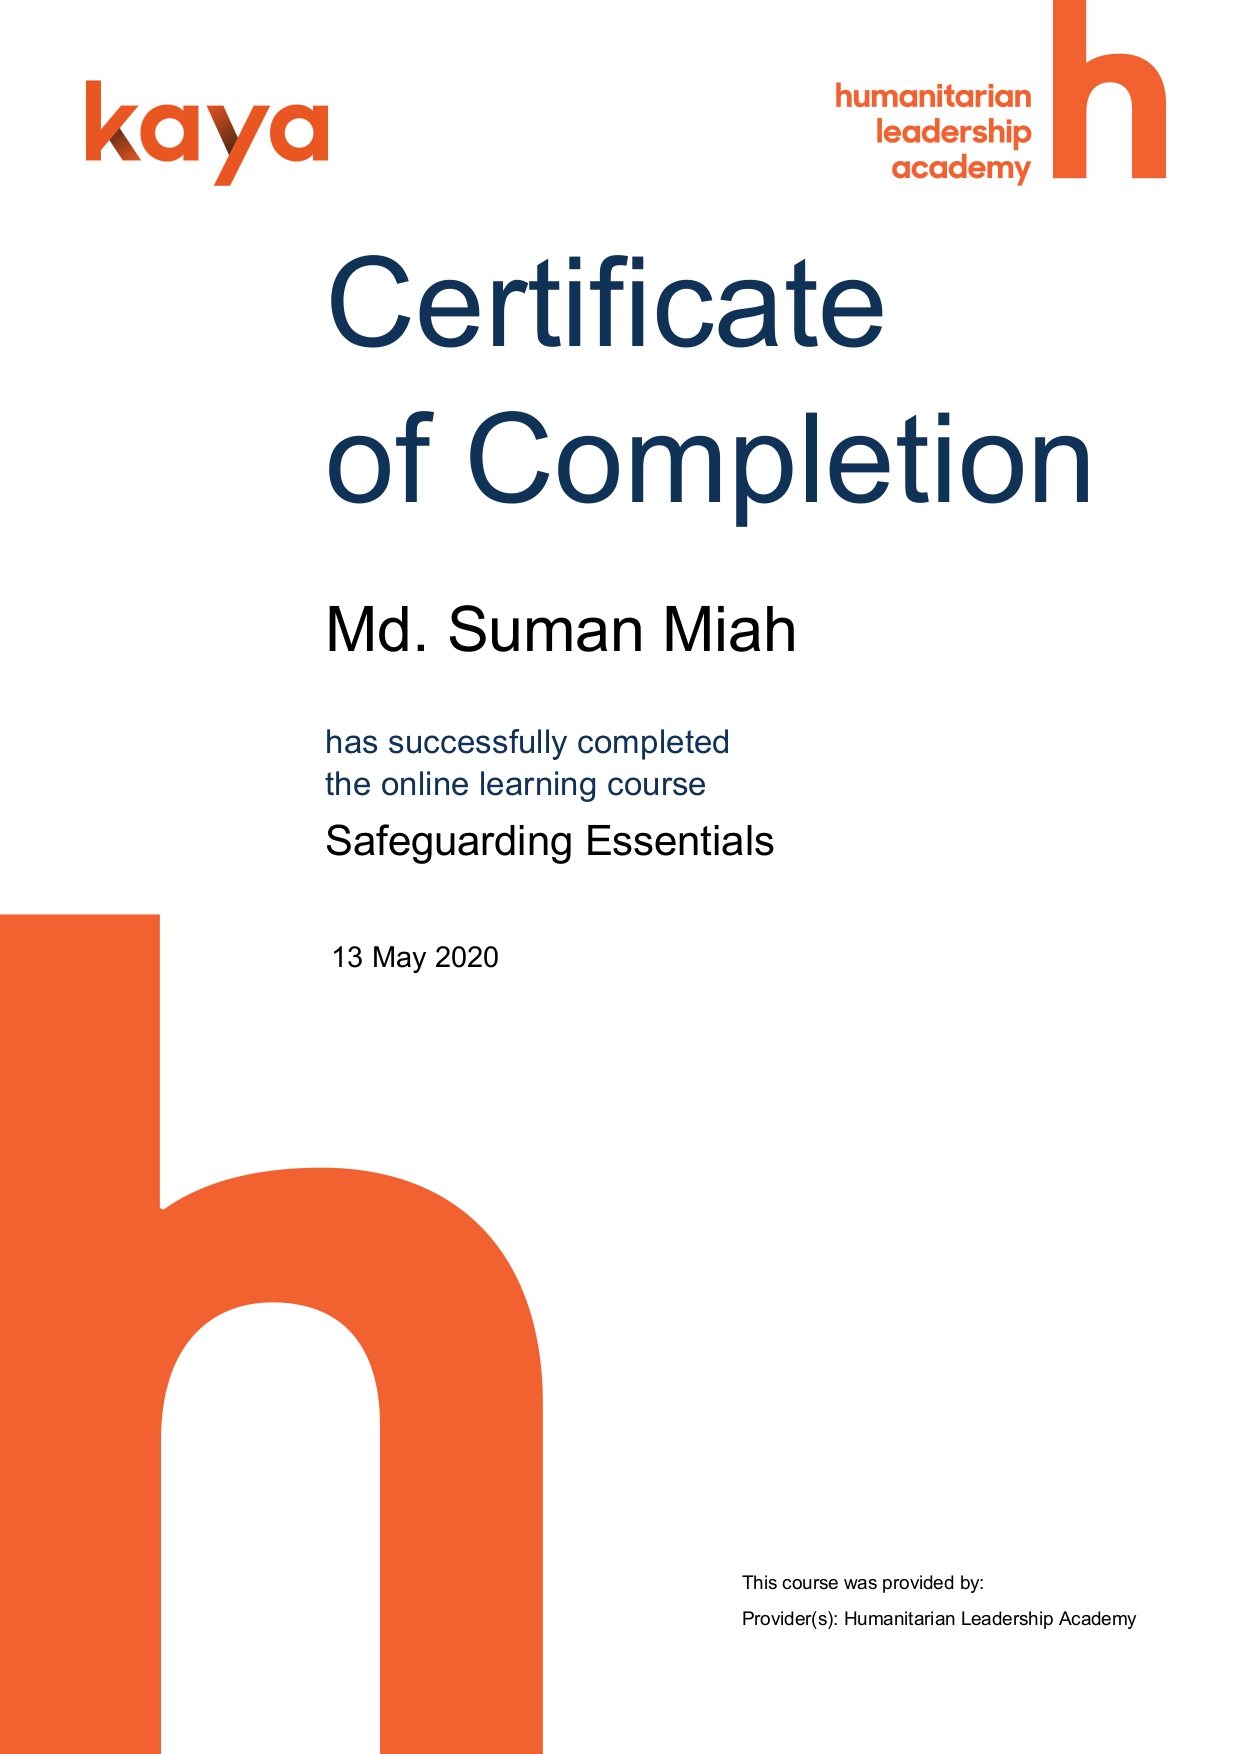 kaya
humanitarian
leadership
academy
h
Certificate
of Completion
Md. Suman Miah
has successfully completed
the online learning course
Safeguarding Essentials
13 May 2020
h
This course was provided by:
Provider(s): Humanitarian Leadership Academy